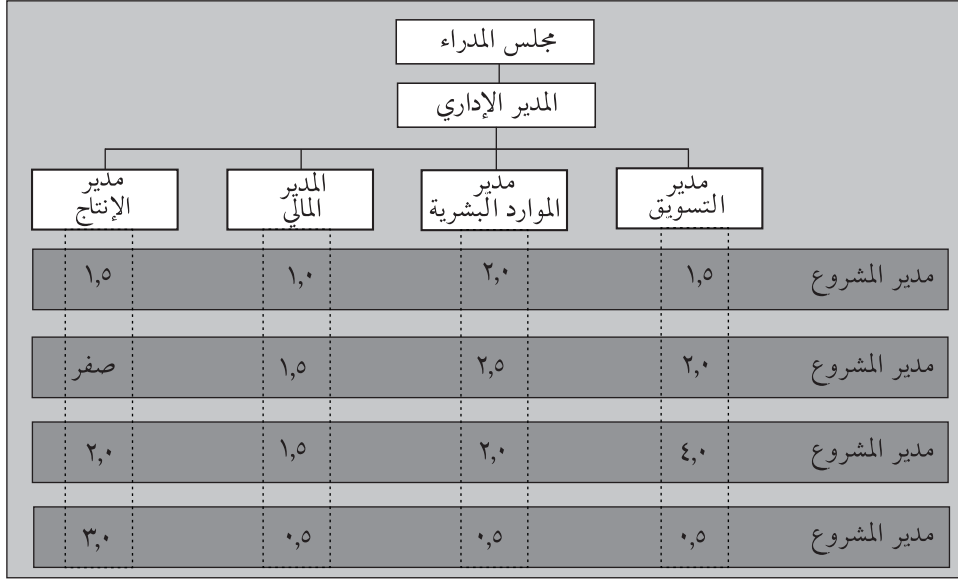 مجلس المدراء
المدير الإداري
مدير
التسويق
مدير
الموارد البشرية
المدير
المالي
مدير
الإنتاج
مدير المشروع ١,٥ ٢,٠ ١,٠ ١,٥
مدير المشروع ٢,٠ ٢,٥ ١,٥ صفر
مدير المشروع ٤,٠ ٢,٠ ١,٥ ٢,٠
مدير المشروع ٠,٥ ٠,٥ ٠,٥ ٣,٠